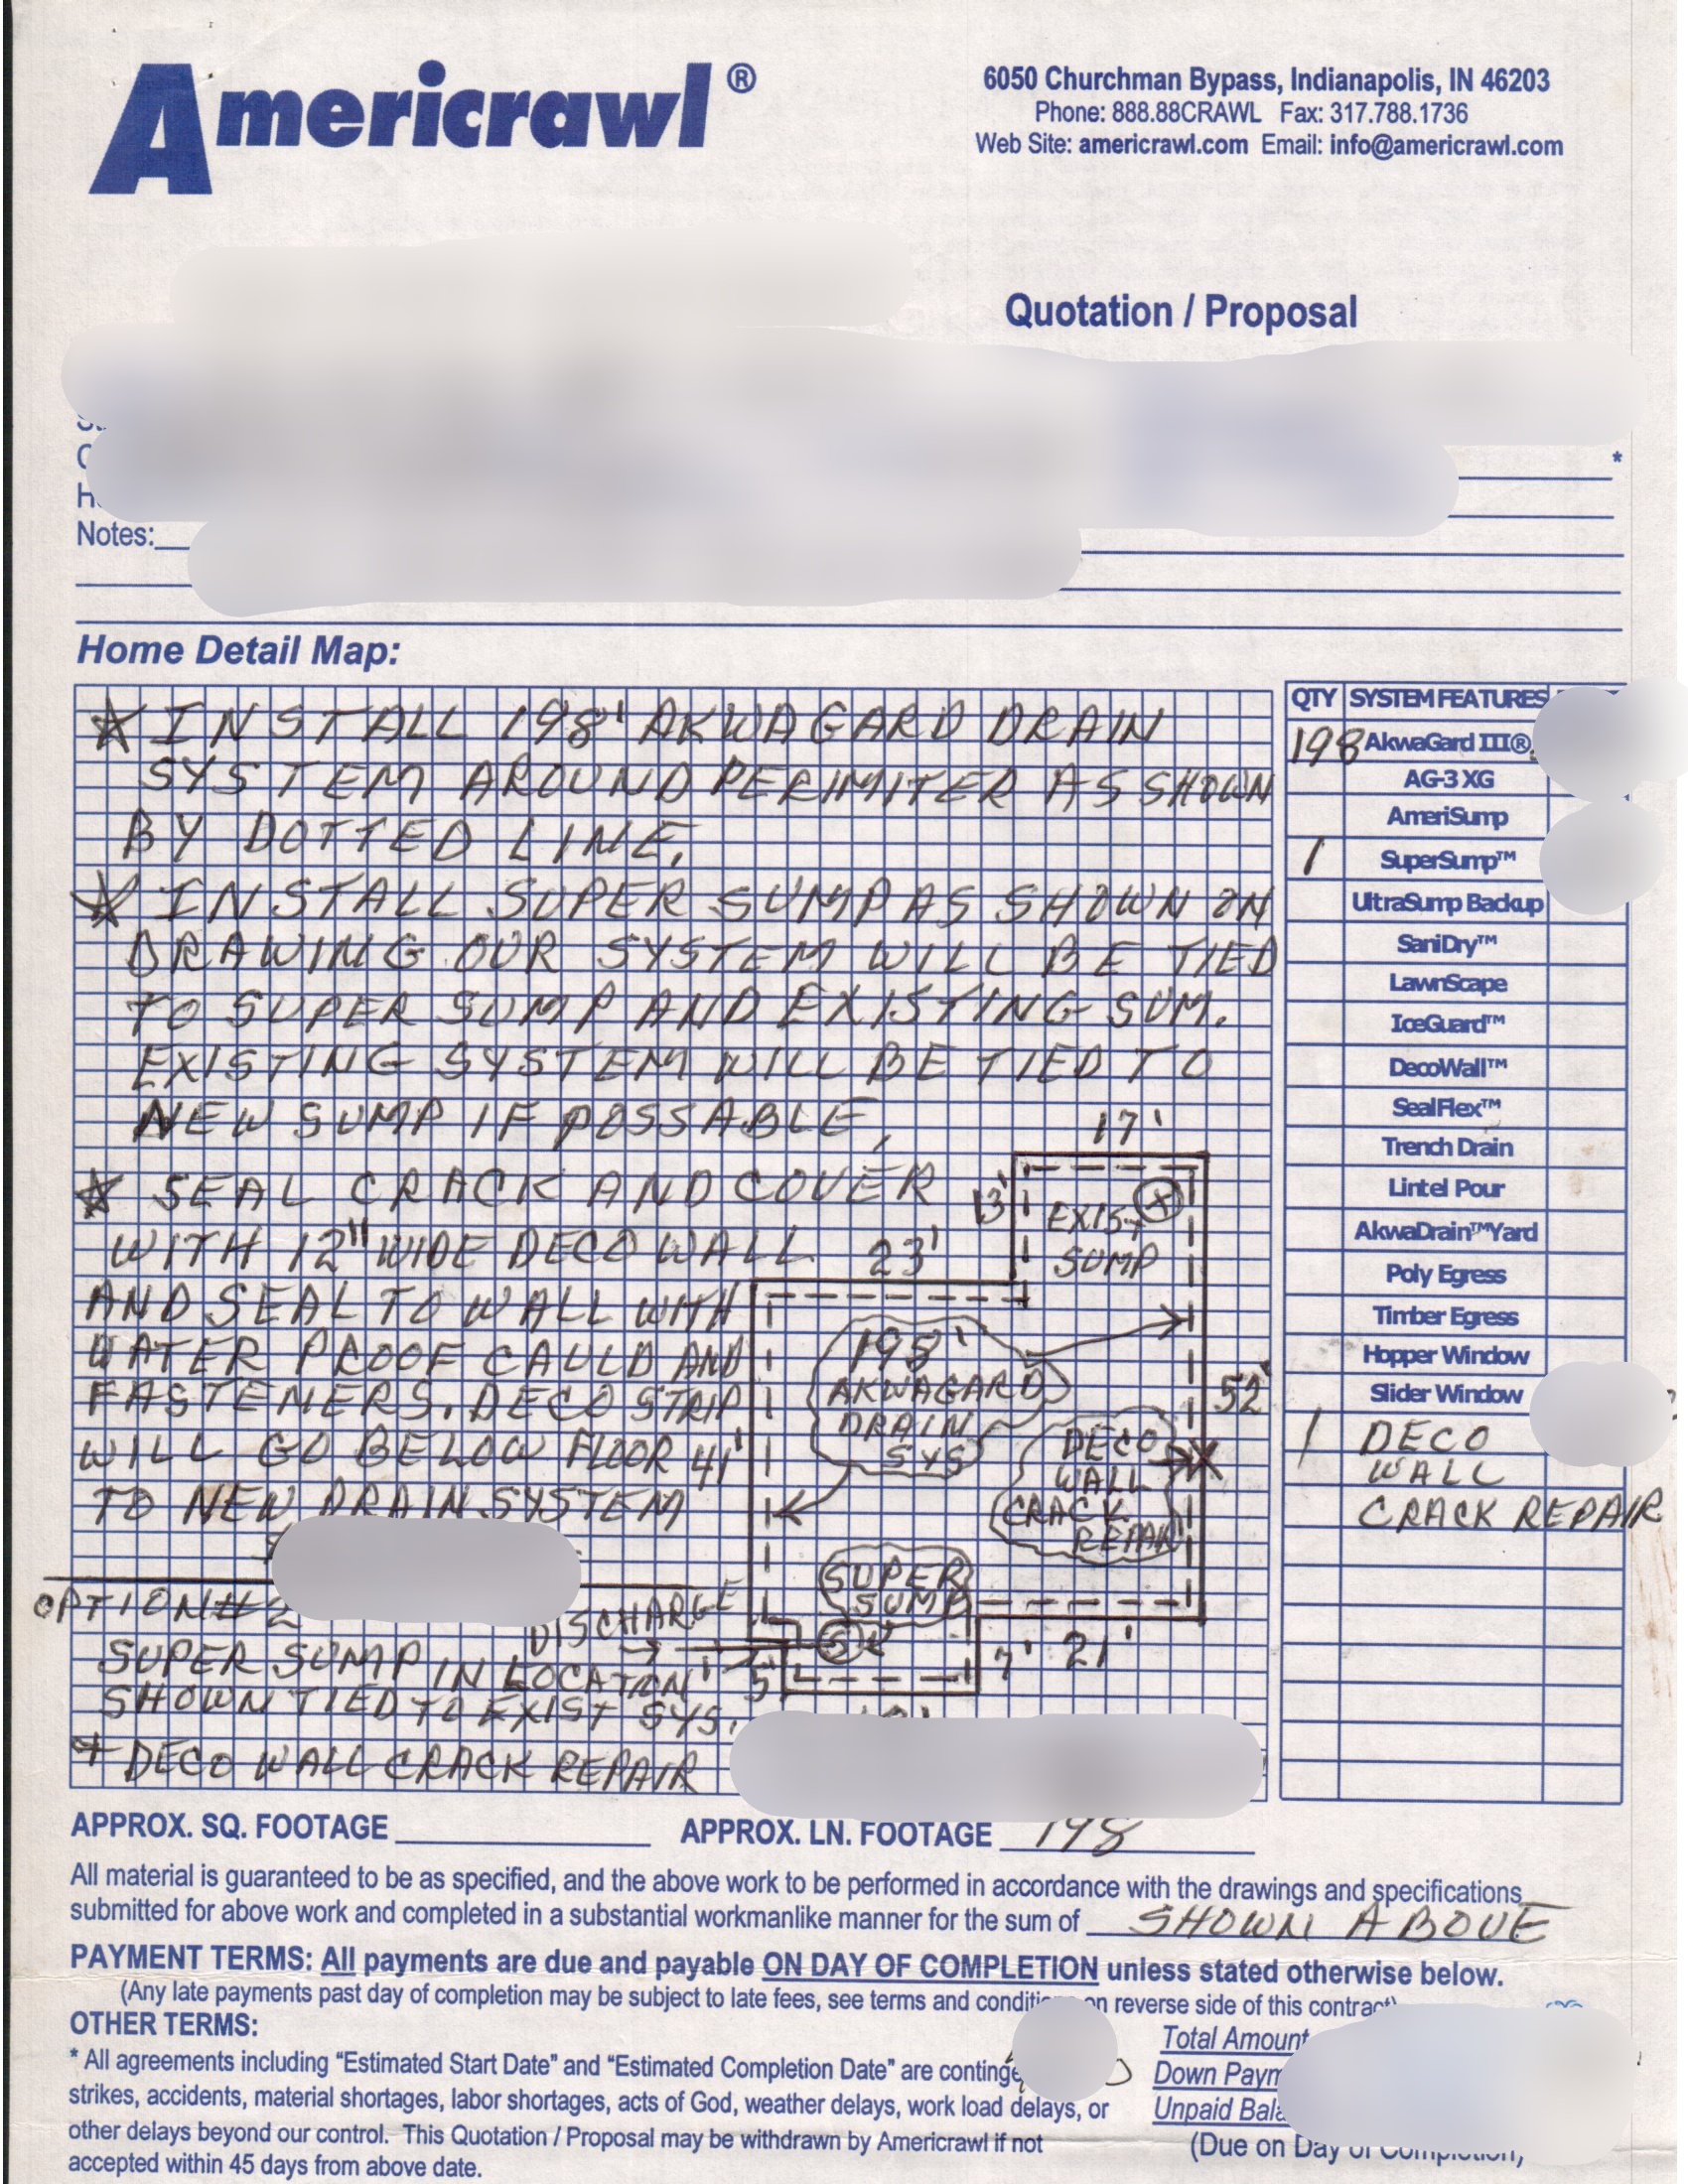 Americrawl®
6050 Churchman Bypass, Indianapolis, IN 46203
Phone: 888.88CRAWL Fax: 317.788.1736
Web Site: americrawl.com Email: info@americrawl.com
Quotation / Proposal
*
Notes:
Home Detail Map:
INSTALL 198' AKWAGARD DRAIN
SYSTEM AROUND PERIMITER AS SHOWN
BY DOTTED LINE.
INSTALL SUPER SUMP AS SHOWN ON
DRAWING OUR SYSTEM WILL BE TIED
TO SUPER SUMP AND EXISTING SUM.
EXISTING SYSTEM WILL BE TIED TO
NEW SUMP IF POSSABLE,
SEAL CRACK AND COVER
WITH 12" WIDE DECO WALL
AND SEAL TO WALL WITH
WATER PROOF CAULD AND
FASTENERS. DECO STRIP
WILL GO BELOW FLOOR
TO NEW DRAIN SYSTEM
OPTION #2
SUPER SUMP IN LOCATION
SHOWN TIED TO EXIST SYS.
+ DECO WALL CRACK REPAIR
17'
13'
EXIST
SUMP
23'
198'
AKWAGARD
DRAIN
SYS
52'
41'
DECO
WALL
CRACK
REPAIR
SUPER
SUMP
DISCHARGE
S
5'
7'
21'
QTY SYSTEM FEATURES
198 AkwaGard III®
AG-3 XG
AmeriSump
1 SuperSump™
UltraSump Backup
SaniDry™
LawnScape
IceGuard™
DecoWall™
SealFlex™
Trench Drain
Lintel Pour
AkwaDrain™Yard
Poly Egress
Timber Egress
Hopper Window
Slider Window
1 DECO
WALL
CRACK REPAIR
APPROX. SQ. FOOTAGE
APPROX. LN. FOOTAGE 198
All material is guaranteed to be as specified, and the above work to be performed in accordance with the drawings and specifications
submitted for above work and completed in a substantial workmanlike manner for the sum of SHOWN ABOVE
PAYMENT TERMS: All payments are due and payable ON DAY OF COMPLETION unless stated otherwise below.
(Any late payments past day of completion may be subject to late fees, see terms and on reverse side of this contract)
OTHER TERMS:
* All agreements including “Estimated Start Date” and “Estimated Completion Date” are
strikes, accidents, material shortages, labor shortages, acts of God, weather delays, work load delays, or
other delays beyond our control. This Quotation / Proposal may be withdrawn by Americrawl if not
accepted within 45 days from above date.
Total Amount
Down
Unpaid
(Due on Day of Completion)